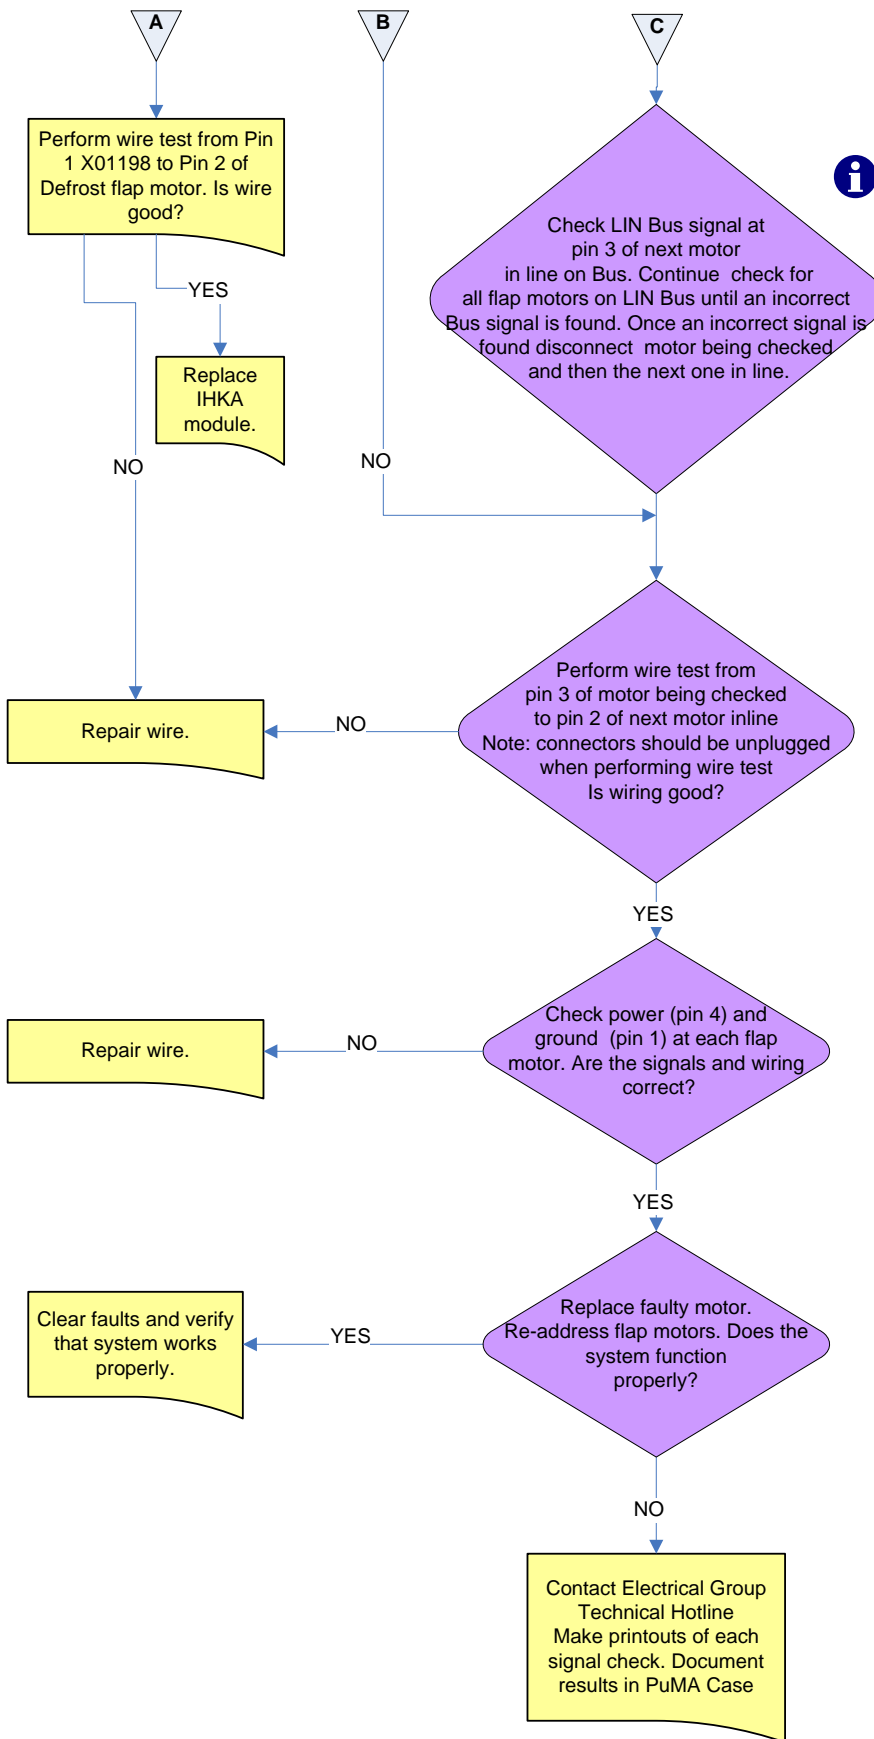 A
B
C
Perform wire test from Pin
1 X01198 to Pin 2 of
Defrost flap motor. Is wire
good?
i
Check LIN Bus signal at
pin 3 of next motor
in line on Bus. Continue  check for
all flap motors on LIN Bus until an incorrect
Bus signal is found. Once an incorrect signal is
found disconnect  motor being checked
and then the next one in line.
YES
Replace
IHKA
module.
NO
NO
Perform wire test from
pin 3 of motor being checked
to pin 2 of next motor inline
Note: connectors should be unplugged
when performing wire test
Is wiring good?
Repair wire.
NO
YES
Check power (pin 4) and
ground  (pin 1) at each flap
motor. Are the signals and wiring
correct?
Repair wire.
NO
YES
Replace faulty motor.
Re-address flap motors. Does the
system function
properly?
Clear faults and verify
that system works
properly.
YES
NO
Contact Electrical Group
Technical Hotline
Make printouts of each
signal check. Document
results in PuMA Case